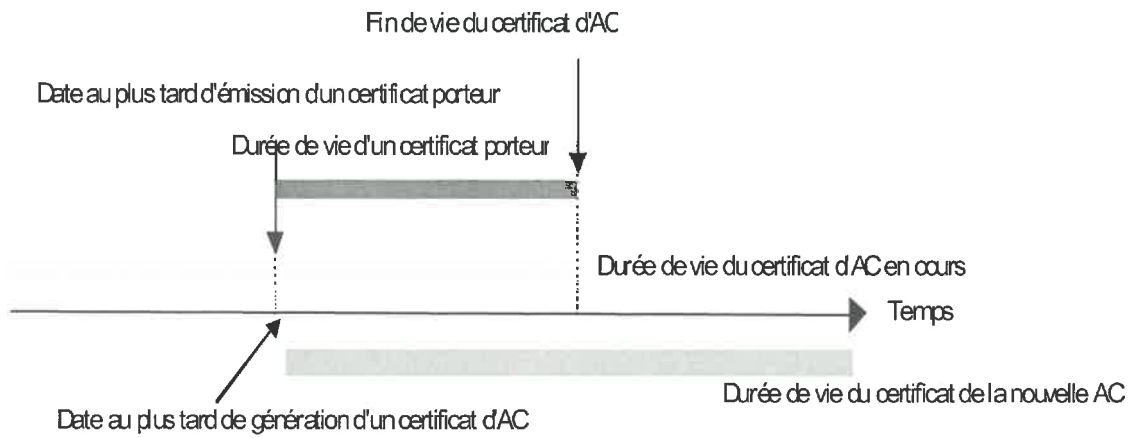 Fin de vie du certificat d'AC
Date au plus tard d'émission d'un certificat porteur
Durée de vie d'un certificat porteur
Durée de vie du certificat d'AC en cours
Temps
Durée de vie du certificat de la nouvelle AC
Date au plus tard de génération d'un certificat d'AC